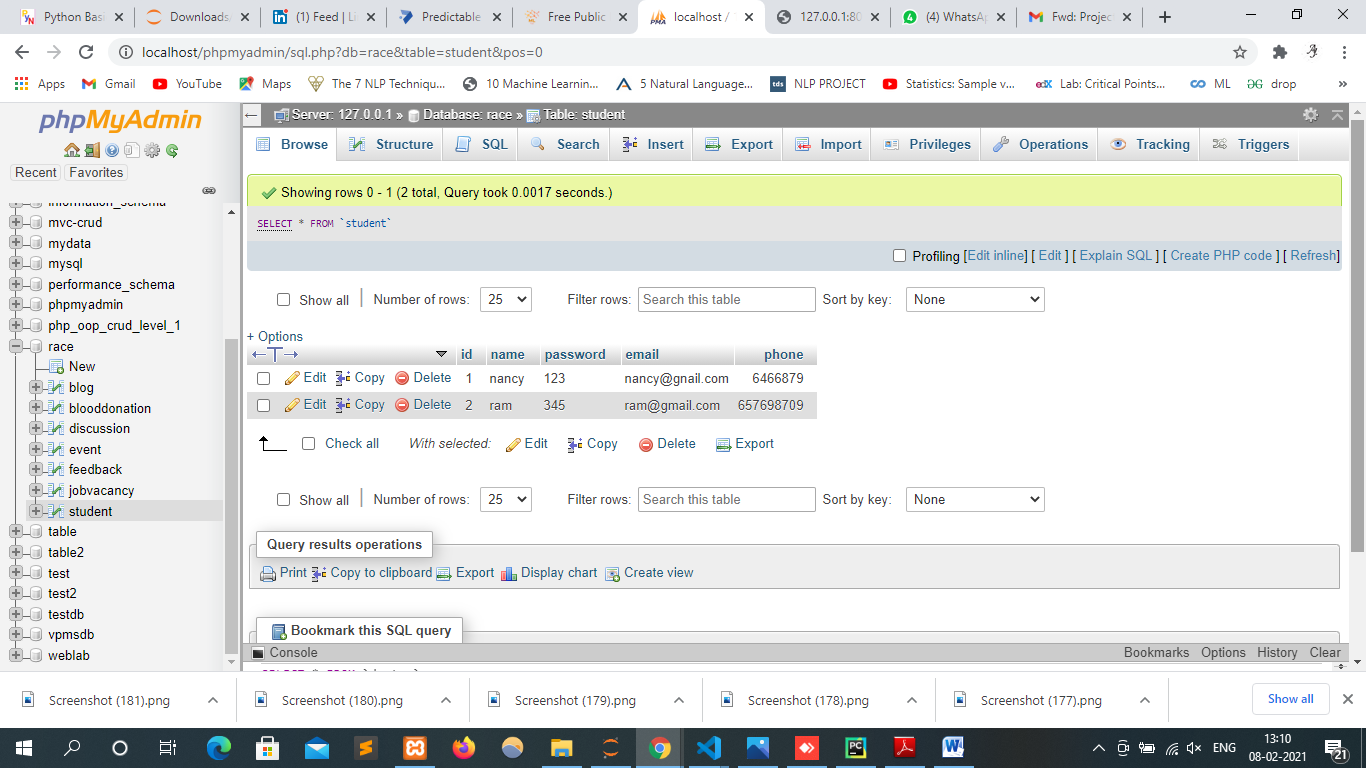 Python Bas
Downloads/
(1) Feed | Li
Predictable
Free Public
localhost /
127.0.0.1:80
(4) WhatsAp
Fwd: Project
localhost/phpmyadmin/sql.php?db=race&table=student&pos=0
Apps Gmail YouTube Maps The 7 NLP Techniqu... 10 Machine Learnin... 5 Natural Language... NLP PROJECT Statistics: Sample v... Lab: Critical Points... ML drop »
phpMyAdmin
Recent Favorites
information_schema
mvc-crud
mydata
mysql
performance_schema
phpmyadmin
php_oop_crud_level_1
race
New
blog
blooddonation
discussion
event
feedback
jobvacancy
student
table
table2
test
test2
testdb
vpmsdb
weblab
Server: 127.0.0.1 » Database: race » Table: student
Browse Structure SQL Search Insert Export Import Privileges Operations Tracking Triggers
Showing rows 0 - 1 (2 total, Query took 0.0017 seconds.)
SELECT * FROM `student`
Profiling [Edit inline] [ Edit ] [ Explain SQL ] [ Create PHP code ] [ Refresh]
Show all | Number of rows: 25 Filter rows: Search this table Sort by key: None
+ Options
←T→ id name password email phone
Edit Copy Delete 1 nancy 123 nancy@gnail.com 6466879
Edit Copy Delete 2 ram 345 ram@gmail.com 657698709
Check all With selected: Edit Copy Delete Export
Show all | Number of rows: 25 Filter rows: Search this table Sort by key: None
Query results operations
Print Copy to clipboard Export Display chart Create view
Bookmark this SQL query
Console Bookmarks Options History Clear
Screenshot (181).png Screenshot (180).png Screenshot (179).png Screenshot (178).png Screenshot (177).png Show all
ENG 13:10
08-02-2021 21